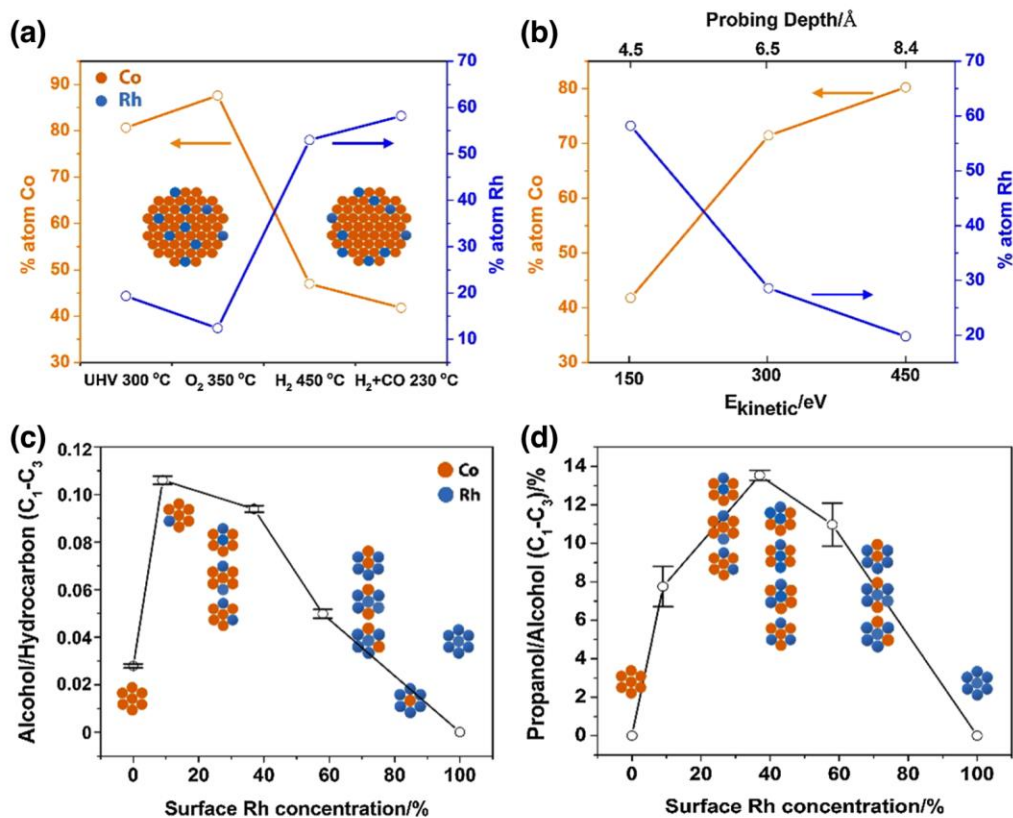 (a)
Co
Rh
% atom Co
95
90
80
70
60
50
40
30
% atom Rh
70
60
50
40
30
20
10
UHV 300 ºC O₂ 350 ºC H₂ 450 ºC H₂+CO 230 ºC
(b)
Probing Depth/Å
4.5 6.5 8.4
% atom Co
80
70
60
50
40
30
% atom Rh
70
60
50
40
30
20
150 300 450
Ekinetic/eV
(c)
Alcohol/Hydrocarbon (C₁-C₃)
0.12
0.10
0.08
0.06
0.04
0.02
0
Co
Rh
0 20 40 60 80 100
Surface Rh concentration/%
(d)
Propanol/Alcohol (C₁-C₃)/%
14
12
10
8
6
4
2
0
0 20 40 60 80 100
Surface Rh concentration/%